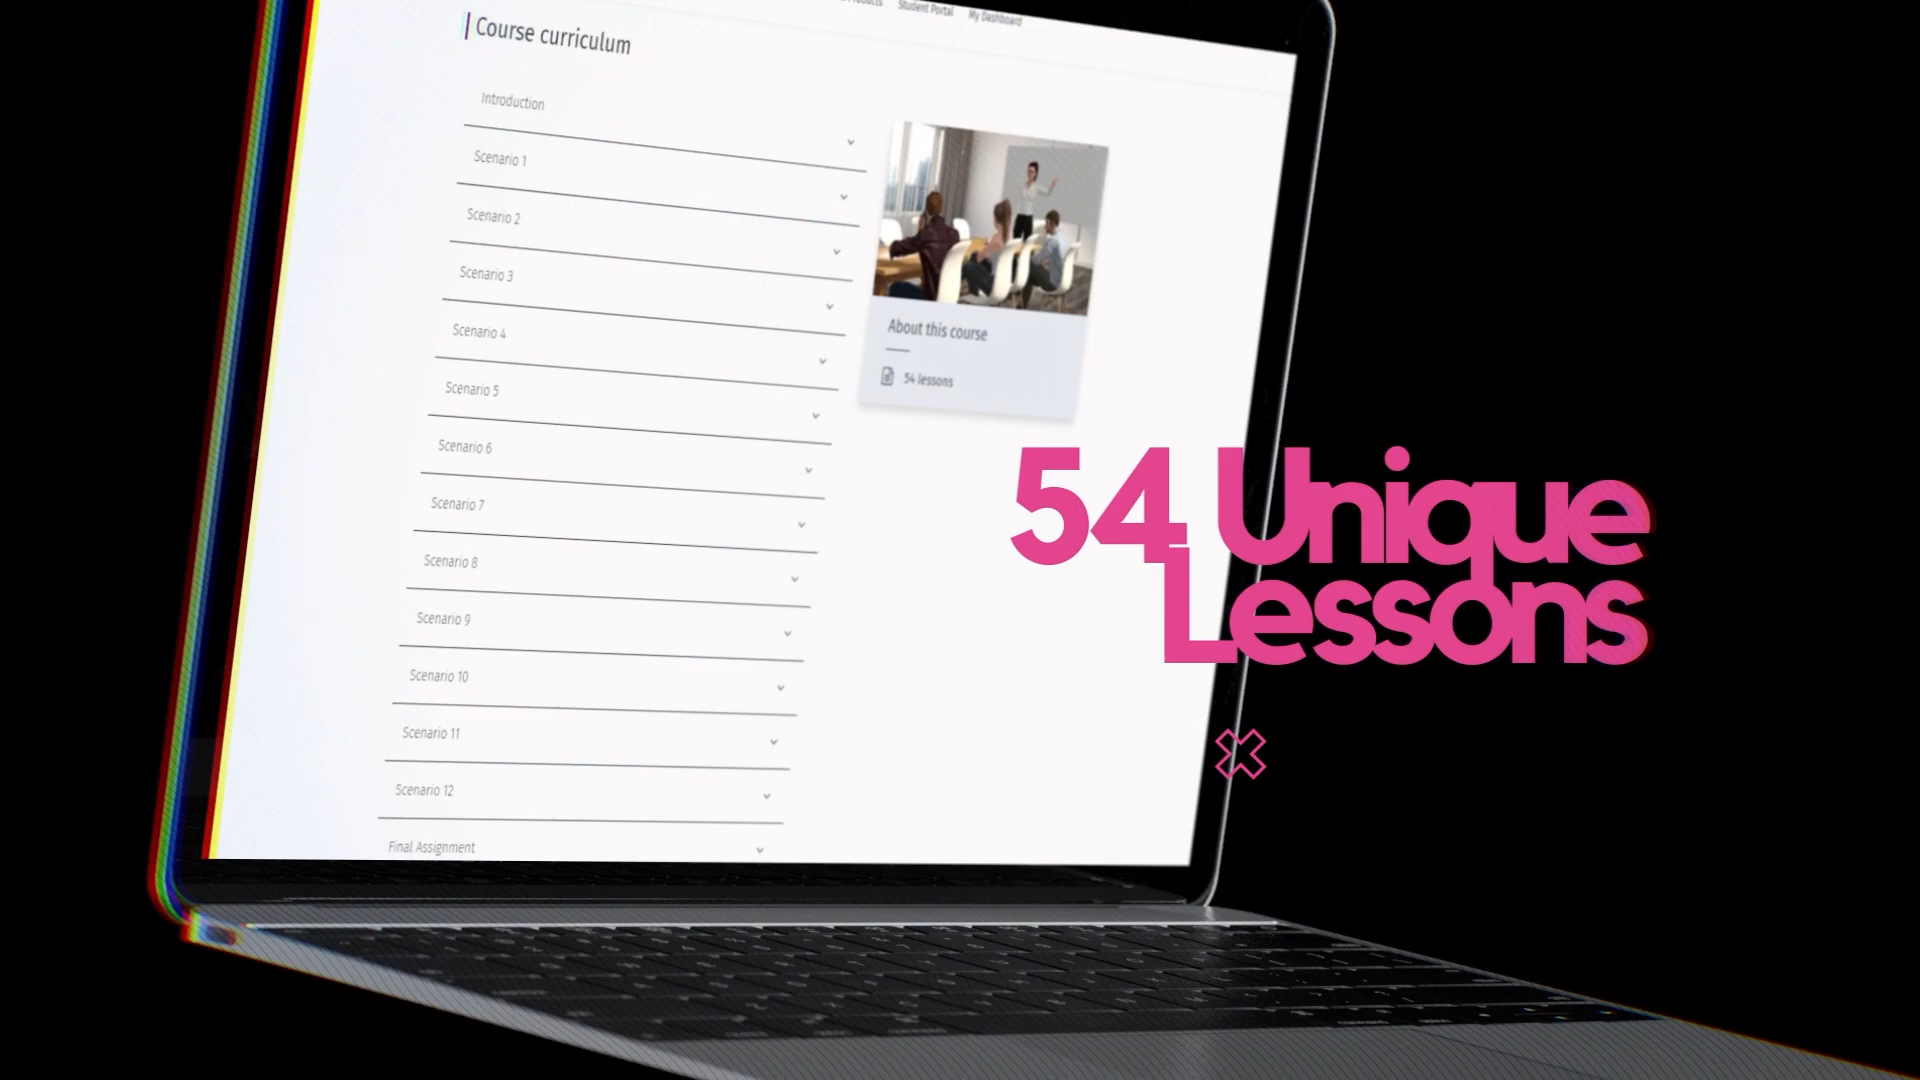 Student Portal
My Dashboard
Course curriculum
Introduction
Scenario 1
Scenario 2
Scenario 3
Scenario 4
Scenario 5
Scenario 6
Scenario 7
Scenario 8
Scenario 9
Scenario 10
Scenario 11
Scenario 12
Final Assignment
About this course
54 lessons
54 Unique
Lessons